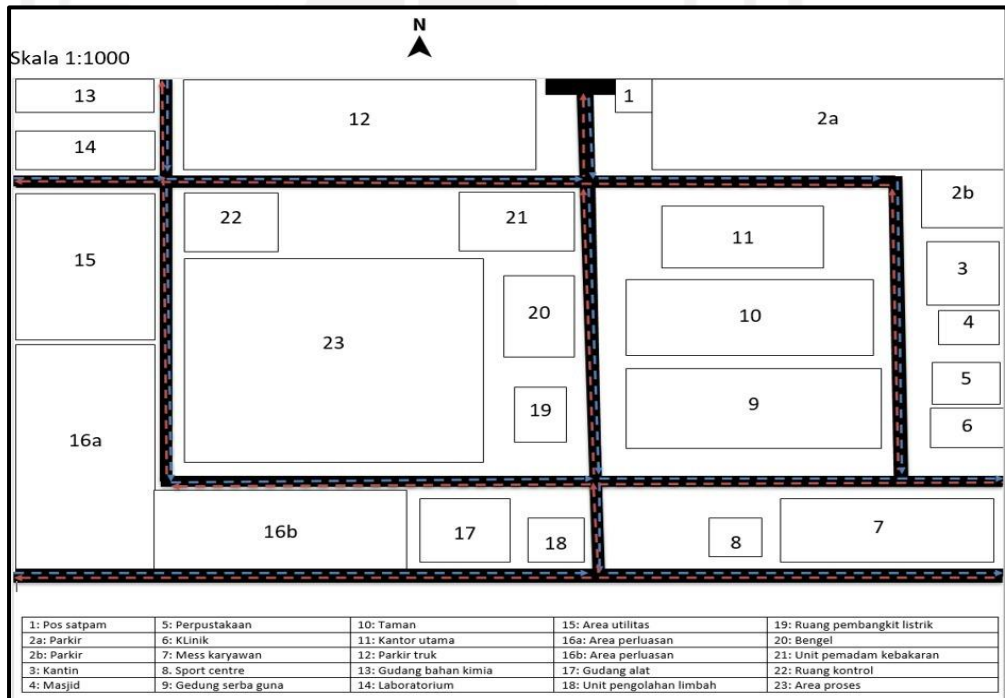 N
Skala 1:1000
13
12
1
2a
14
22
21
11
2b
15
3
20
10
4
23
5
19
9
6
16a
16b
17
18
8
7
1: Pos satpam
5: Perpustakaan
10: Taman
15: Area utilitas
19: Ruang pembangkit listrik
2a: Parkir
6: KLinik
11: Kantor utama
16a: Area perluasan
20: Bengel
2b: Parkir
7: Mess karyawan
12: Parkir truk
16b: Area perluasan
21: Unit pemadam kebakaran
3: Kantin
8. Sport centre
13: Gudang bahan kimia
17: Gudang alat
22: Ruang kontrol
4: Masjid
9: Gedung serba guna
14: Laboratorium
18: Unit pengolahan limbah
23: Area proses